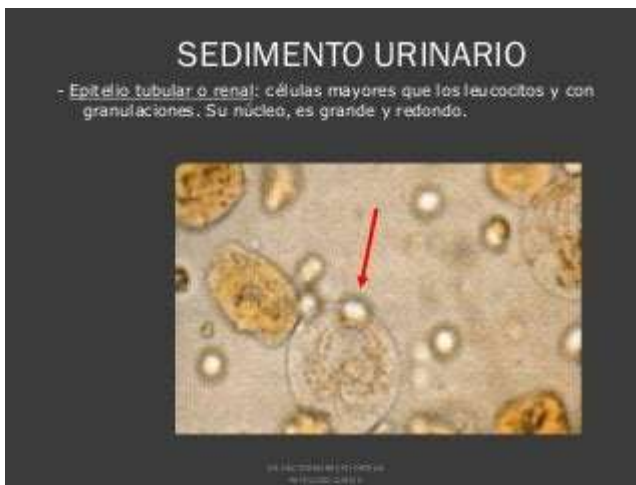 SEDIMENTO URINARIO
- Epitelio tubular o renal: células mayores que los leucocitos y con
granulaciones. Su núcleo, es grande y redondo.